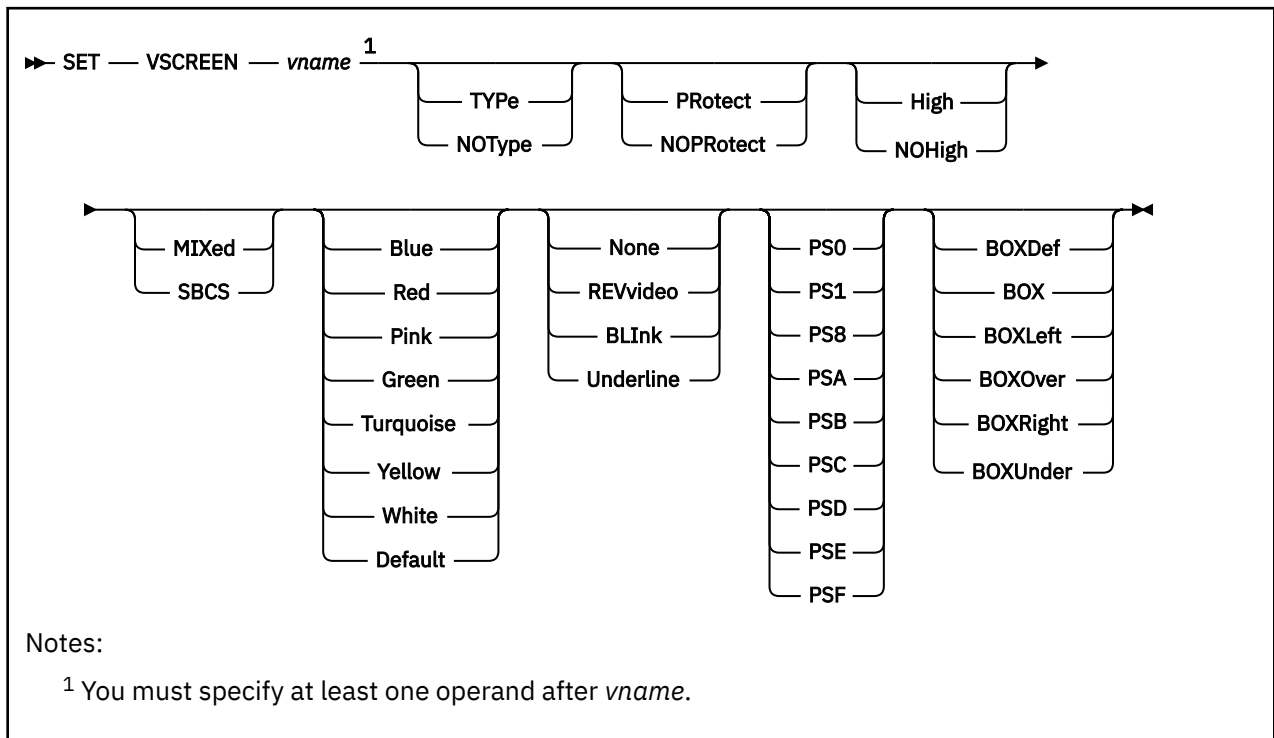 SET VSCREEN vname 1
TYPe PRotect High
NOType NOPRotect NOHigh
MIXed Blue None PS0 BOXDef
SBCS Red REVvideo PS1 BOX
Pink BLInk PS8 BOXLeft
Green Underline PSA BOXOver
Turquoise PSB BOXRight
Yellow PSC BOXUnder
White PSD
Default PSE
PSF
Notes:
1 You must specify at least one operand after vname.